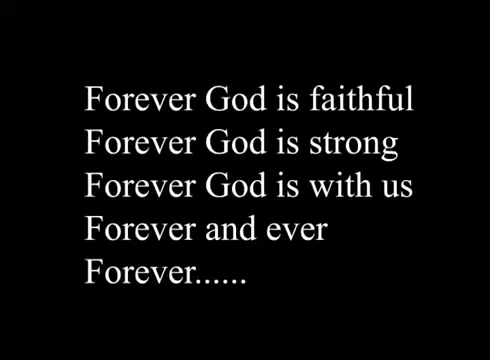 Forever God is faithful
Forever God is strong
Forever God is with us
Forever and ever
Forever......